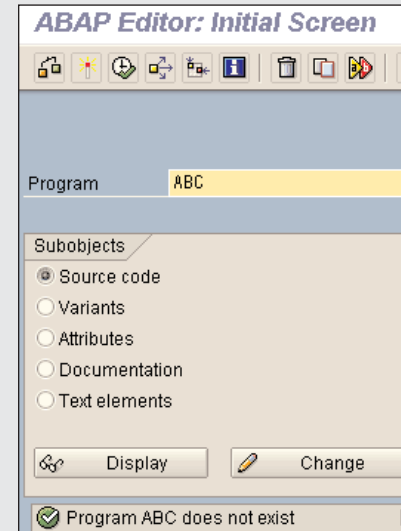 ABAP Editor: Initial Screen
Program ABC
Subobjects
Source code
Variants
Attributes
Documentation
Text elements
Display Change
Program ABC does not exist